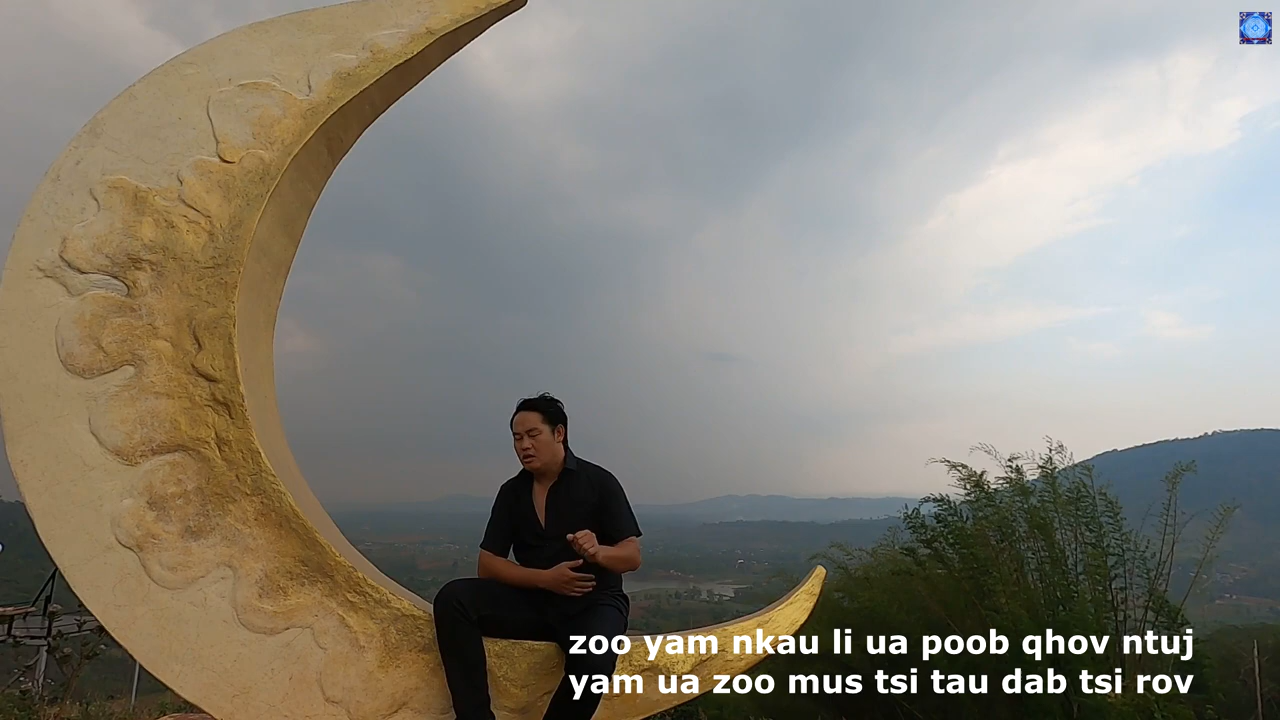 zoo yam nkau li ua poob qhov ntuj
yam ua zoo mus tsi tau dab tsi rov